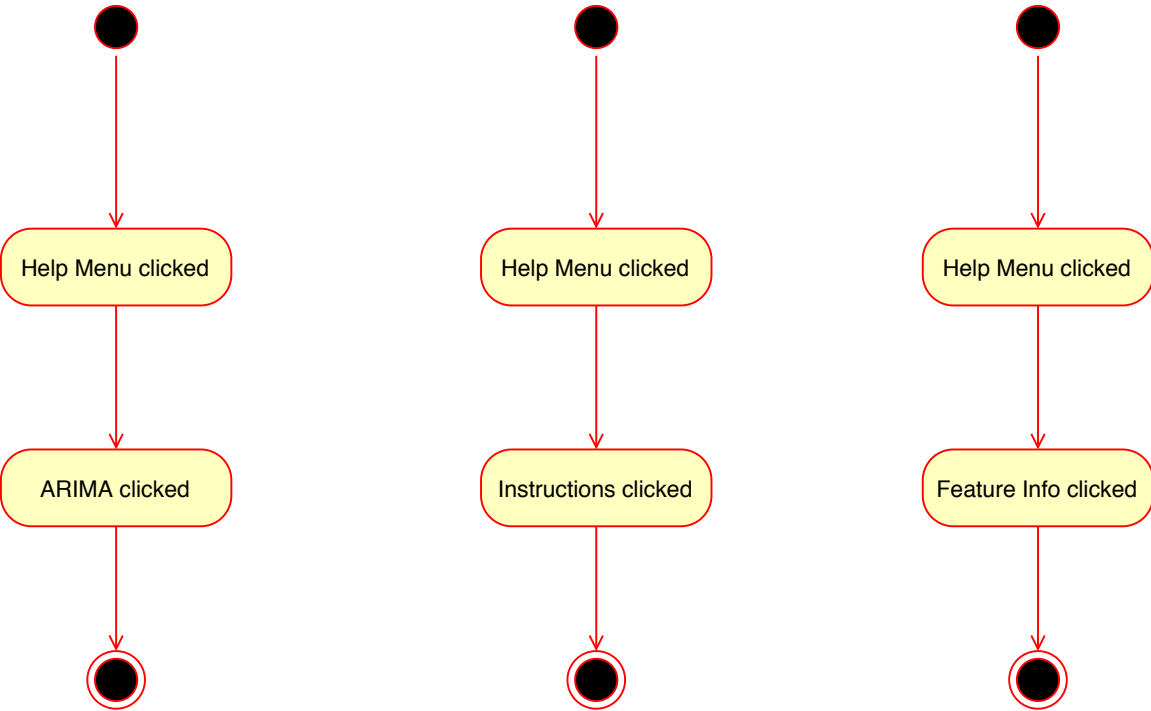 Help Menu clicked
Help Menu clicked
Help Menu clicked
ARIMA clicked
Instructions clicked
Feature Info clicked